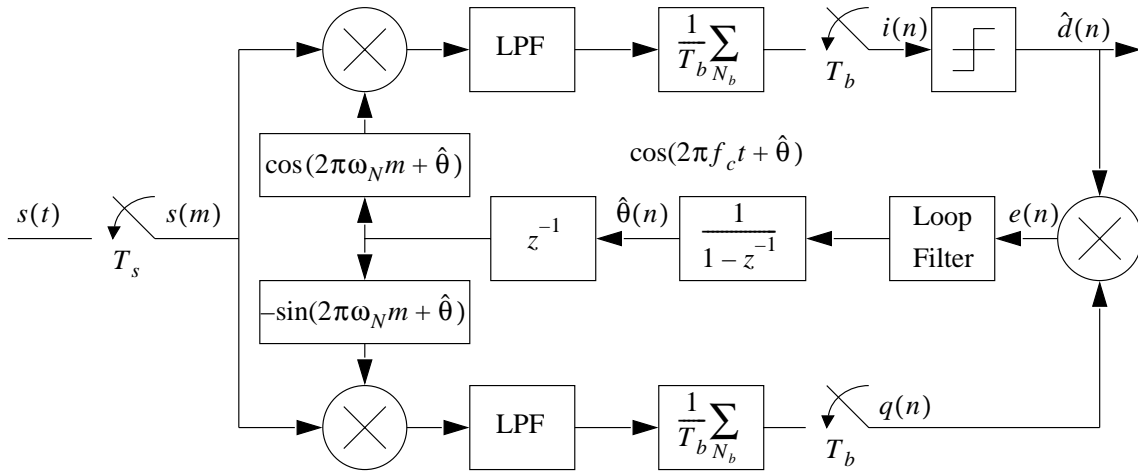 LPF
1/T_b ∑ N_b
T_b
i(n)
d̂(n)
cos(2πω_N m + θ̂)
cos(2πf_c t + θ̂)
s(t)
T_s
s(m)
z⁻¹
θ̂(n)
1/(1 – z⁻¹)
Loop
Filter
e(n)
–sin(2πω_N m + θ̂)
LPF
1/T_b ∑ N_b
T_b
q(n)